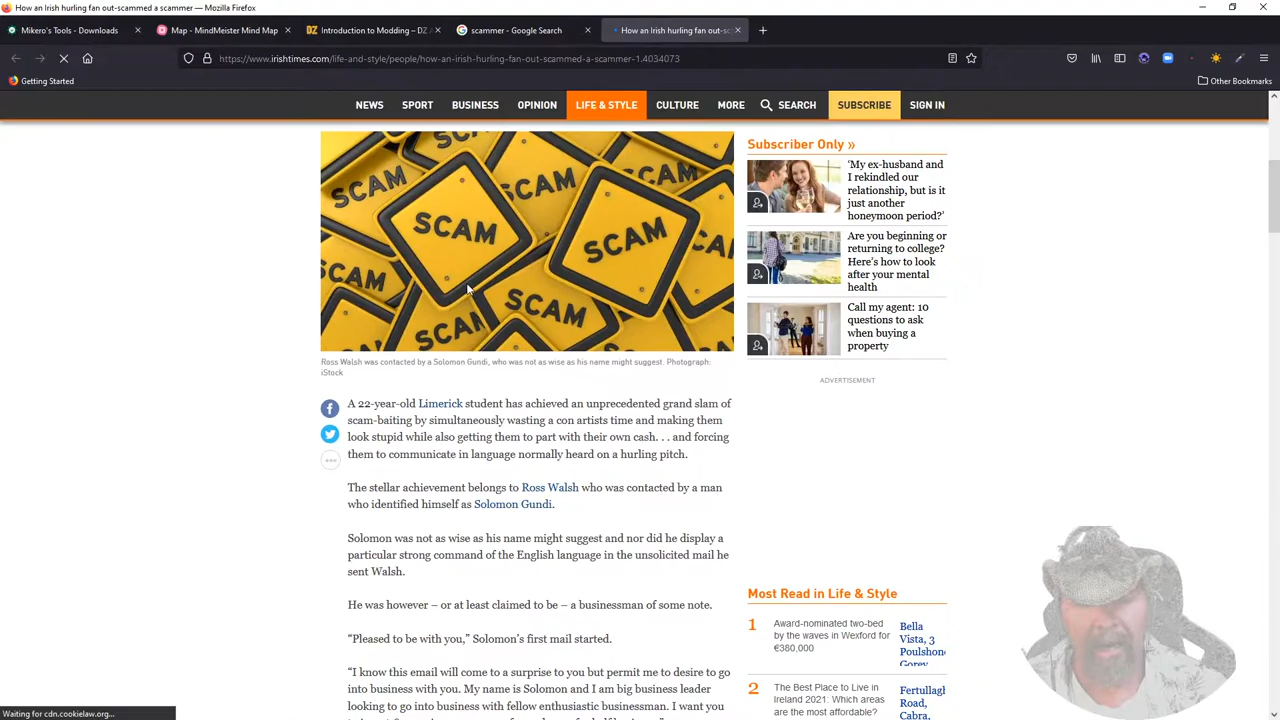 How an Irish hurling fan out-scammed a scammer — Mozilla Firefox
Mikero's Tools - Downloads
Map - MindMeister Mind Map
Introduction to Modding – DZ
scammer - Google Search
How an Irish hurling fan out-sc
https://www.irishtimes.com/life-and-style/people/how-an-irish-hurling-fan-out-scammed-a-scammer-1.4034073
Getting Started
Other Bookmarks
NEWS SPORT BUSINESS OPINION LIFE & STYLE CULTURE MORE SEARCH SUBSCRIBE SIGN IN
SCAM
SCAM
SCAM
SCAM
SCAM
SCAM
SCAM
SCAM
SCAM
Ross Walsh was contacted by a Solomon Gundi, who was not as wise as his name might suggest. Photograph:
iStock
A 22-year-old Limerick student has achieved an unprecedented grand slam of
scam-baiting by simultaneously wasting a con artists time and making them
look stupid while also getting them to part with their own cash. . . and forcing
them to communicate in language normally heard on a hurling pitch.
The stellar achievement belongs to Ross Walsh who was contacted by a man
who identified himself as Solomon Gundi.
Solomon was not as wise as his name might suggest and nor did he display a
particular strong command of the English language in the unsolicited mail he
sent Walsh.
He was however – or at least claimed to be – a businessman of some note.
“Pleased to be with you,” Solomon’s first mail started.
“I know this email will come to a surprise to you but permit me to desire to go
into business with you. My name is Solomon and I am big business leader
looking to go into business with fellow enthusiastic businessman. I want you
Subscriber Only »
‘My ex-husband and
I rekindled our
relationship, but is it
just another
honeymoon period?’
Are you beginning or
returning to college?
Here’s how to look
after your mental
health
Call my agent: 10
questions to ask
when buying a
property
ADVERTISEMENT
Most Read in Life & Style
1
Award-nominated two-bed
by the waves in Wexford for
€380,000
Bella
Vista, 3
Poulshone
Gorey
2
The Best Place to Live in
Ireland 2021: Which areas
are the most affordable?
Fertullagh
Road,
Cabra,
Waiting for cdn.cookielaw.org...